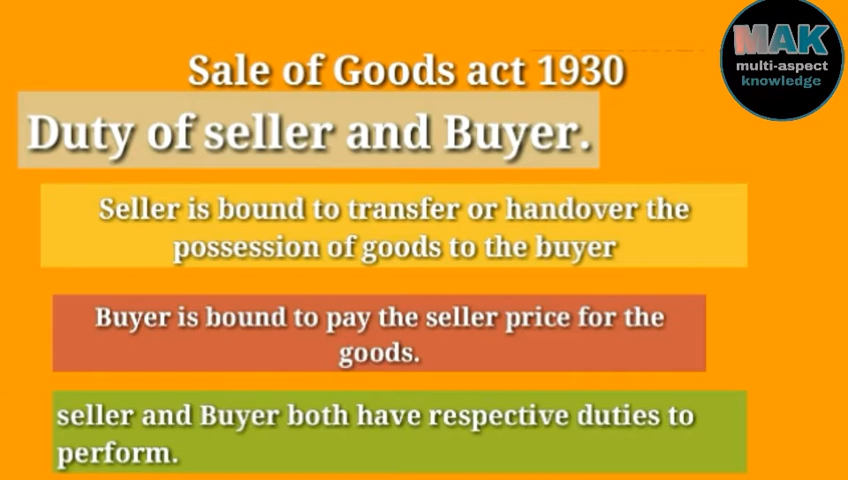 MAK
multi-aspect
knowledge
Sale of Goods act 1930
Duty of seller and Buyer.
Seller is bound to transfer or handover the
possession of goods to the buyer
Buyer is bound to pay the seller price for the
goods.
seller and Buyer both have respective duties to
perform.